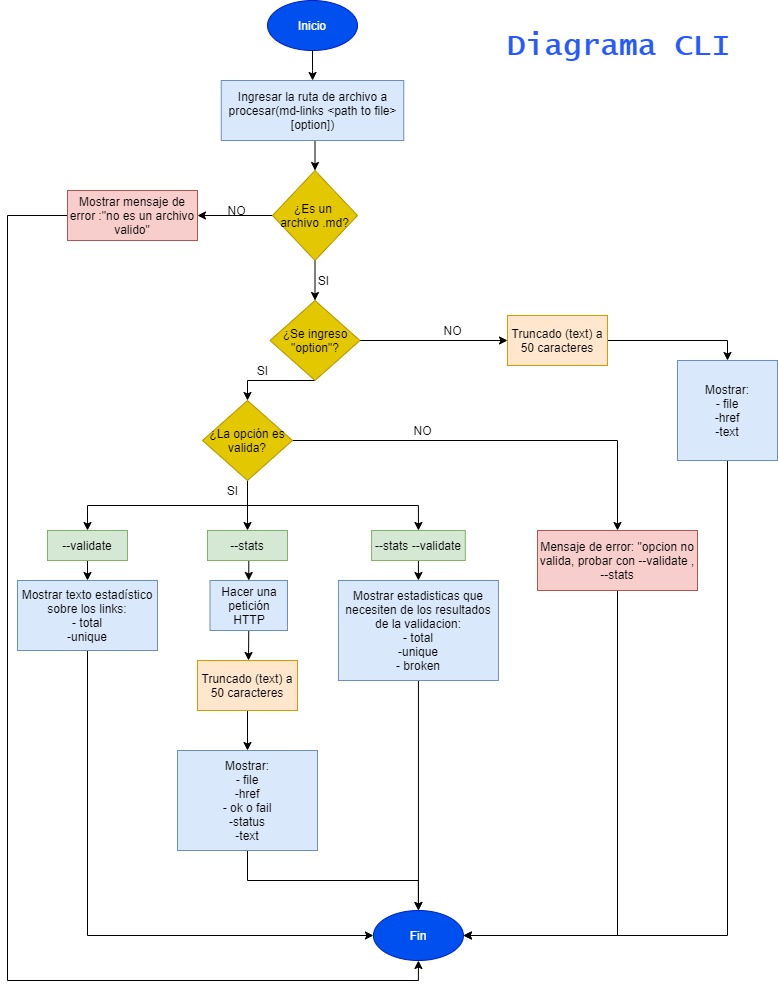 Inicio
Diagrama CLI
Ingresar la ruta de archivo a
procesar(md-links <path to file>
[option])
Mostrar mensaje de
error :"no es un archivo
valido"
NO
¿Es un
archivo .md?
SI
¿Se ingreso
"option"?
NO
Truncado (text) a
50 caracteres
SI
Mostrar:
- file
-href
-text
¿La opción es
valida?
NO
SI
--validate
--stats
--stats --validate
Mensaje de error: "opcion no
valida, probar con --validate ,
--stats
Mostrar texto estadístico
sobre los links:
- total
-unique
Hacer una
petición
HTTP
Mostrar estadisticas que
necesiten de los resultados
de la validacion:
- total
-unique
- broken
Truncado (text) a
50 caracteres
Mostrar:
- file
-href
- ok o fail
-status
-text
Fin